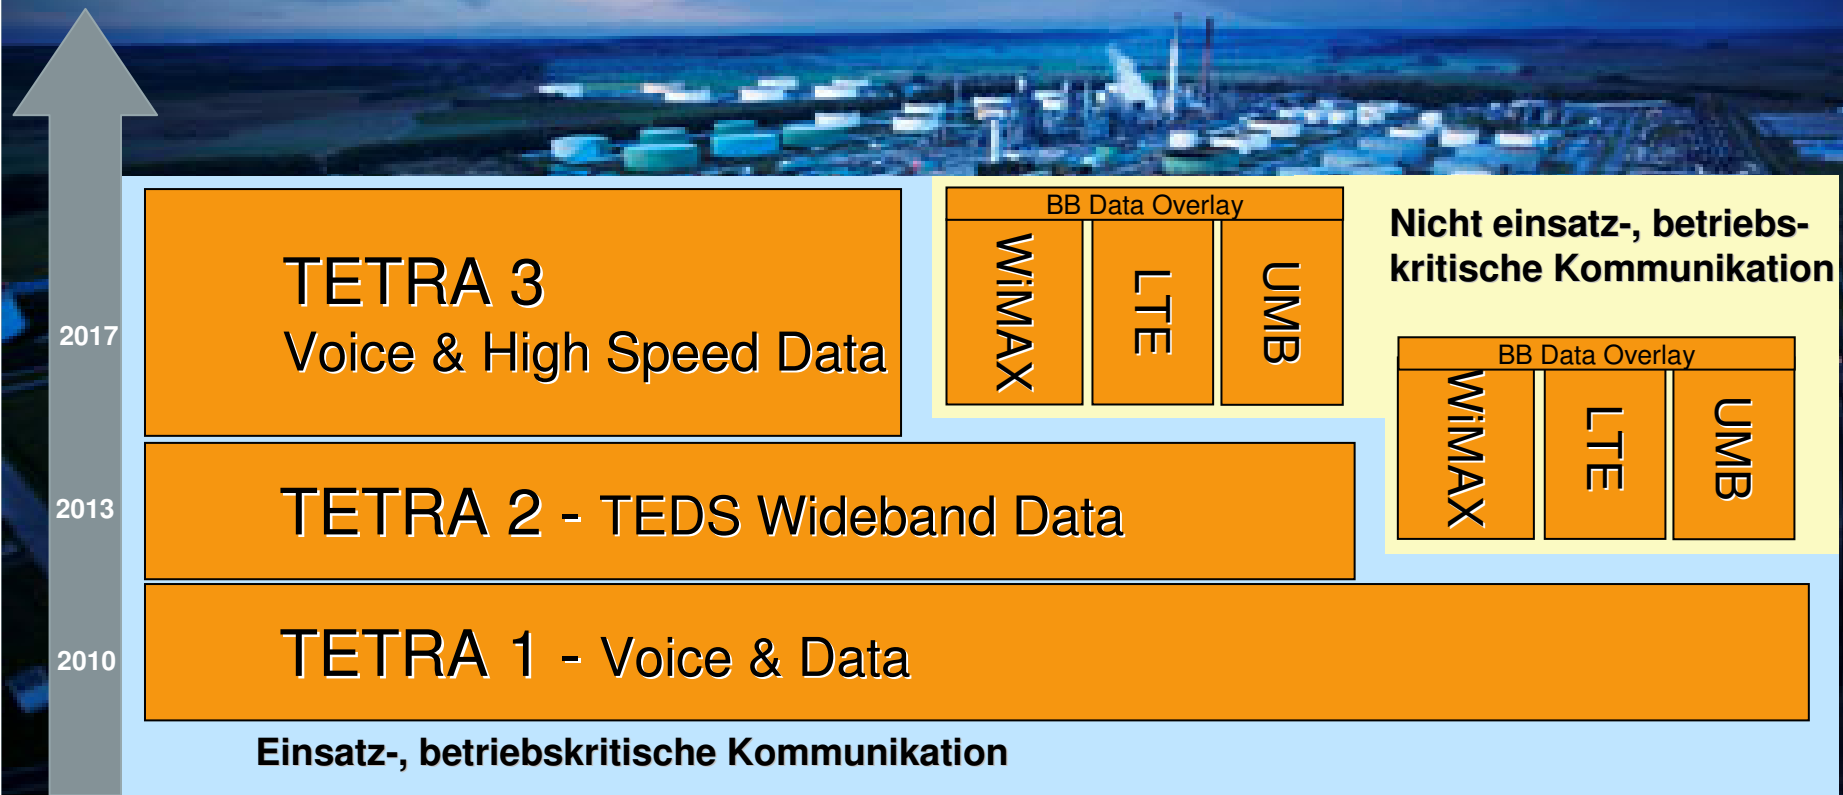 BB Data Overlay
WiMAX
LTE
UMB
Nicht einsatz-, betriebs-
kritische Kommunikation
TETRA 3
Voice & High Speed Data
2017
BB Data Overlay
WiMAX
LTE
UMB
2013
TETRA 2 - TEDS Wideband Data
2010
TETRA 1 - Voice & Data
Einsatz-, betriebskritische Kommunikation